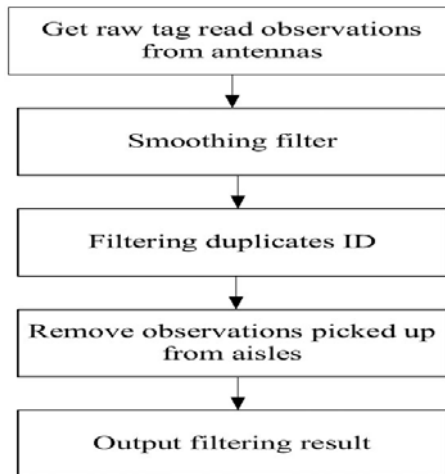 Get raw tag read observations
from antennas
Smoothing filter
Filtering duplicates ID
Remove observations picked up
from aisles
Output filtering result